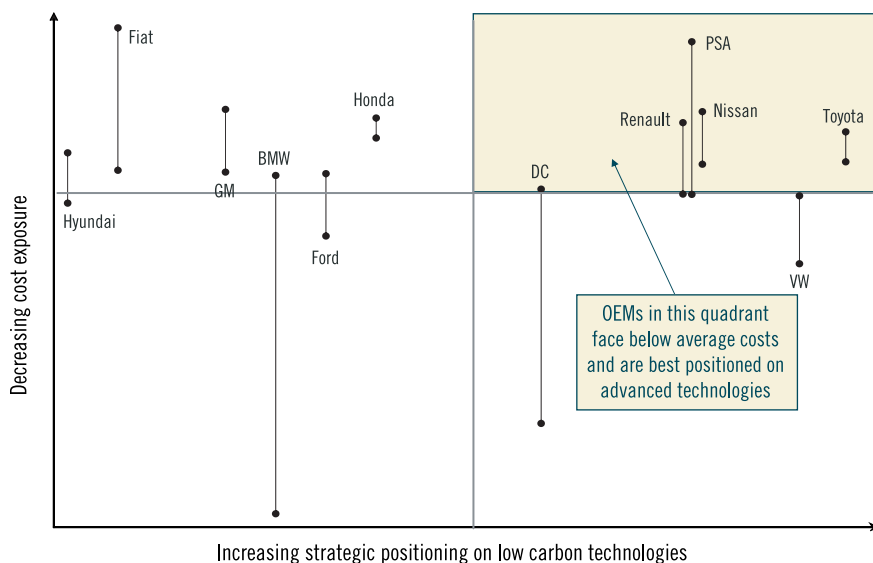 Fiat
PSA
Honda
Renault
Nissan
Toyota
BMW
GM
DC
Hyundai
Ford
VW
OEMs in this quadrant
face below average costs
and are best positioned on
advanced technologies
Decreasing cost exposure
Increasing strategic positioning on low carbon technologies